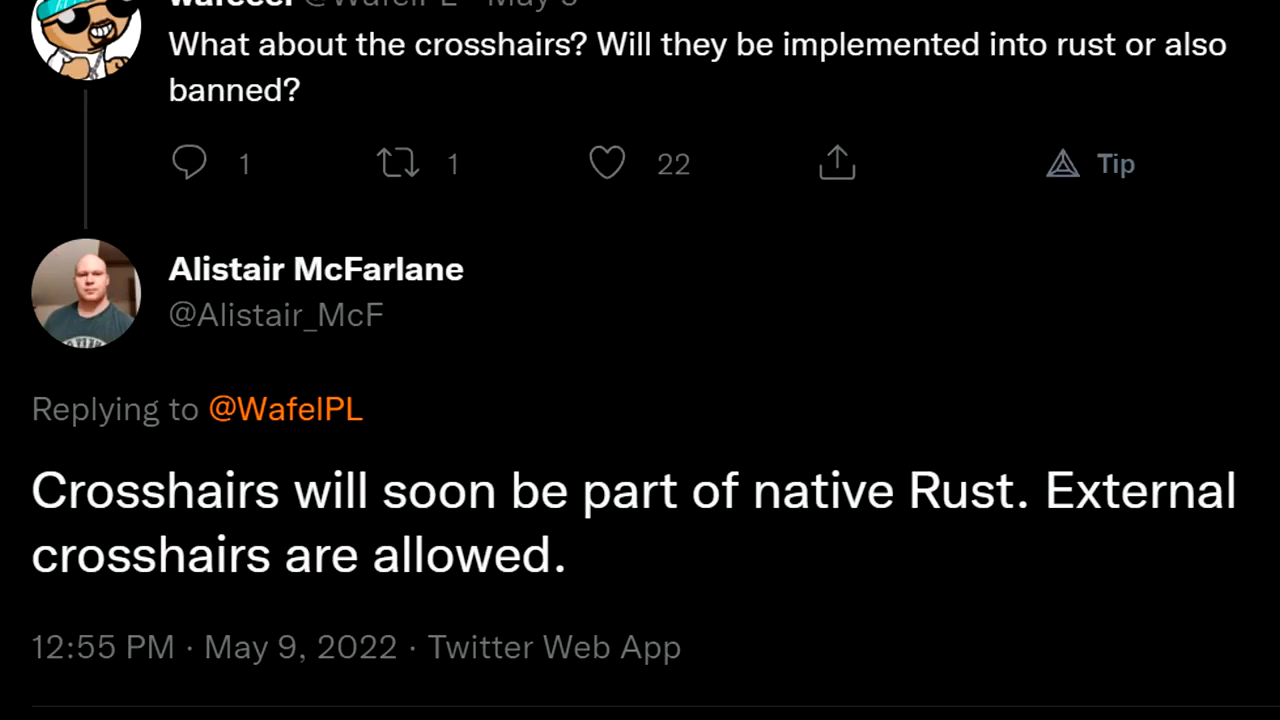 What about the crosshairs? Will they be implemented into rust or also
banned?
1 1 22 Tip
Alistair McFarlane
@Alistair_McF
Replying to @WafelPL
Crosshairs will soon be part of native Rust. External
crosshairs are allowed.
12:55 PM · May 9, 2022 · Twitter Web App